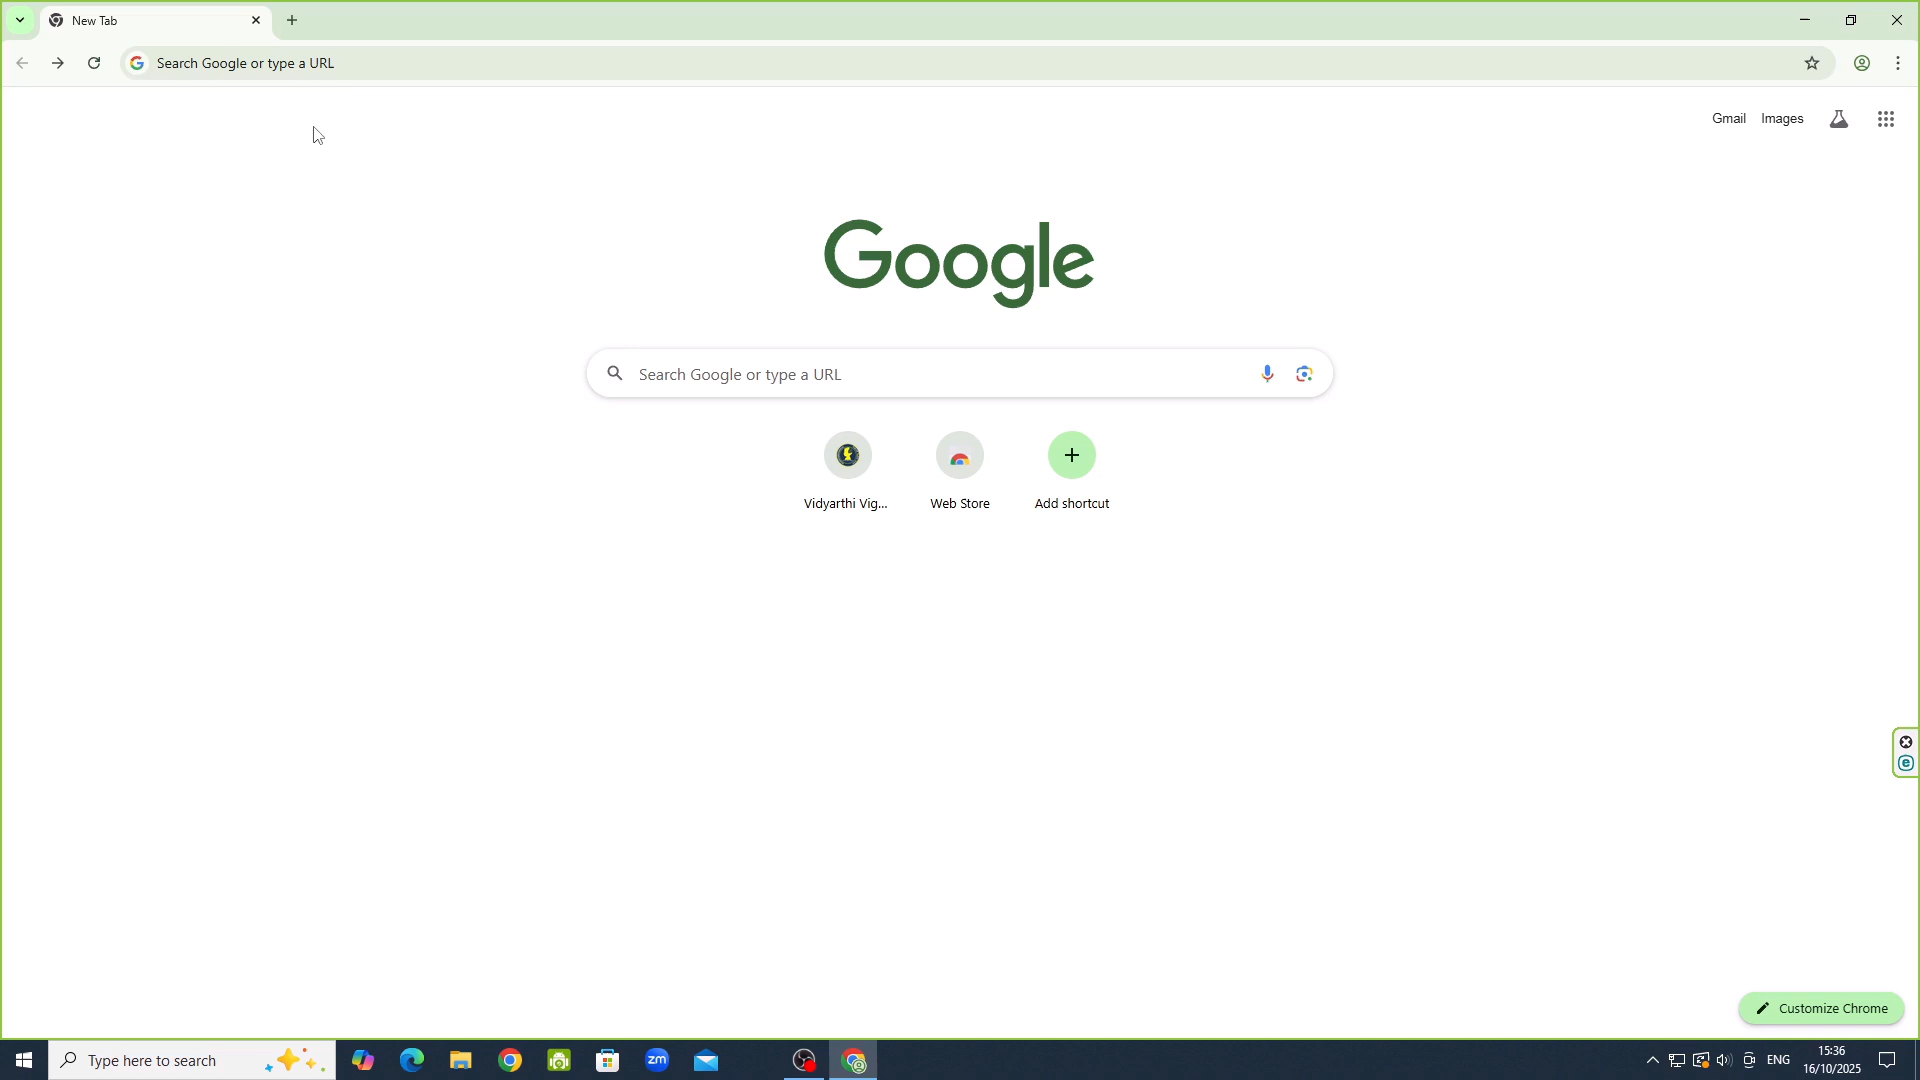 New Tab
Search Google or type a URL
Gmail Images
Google
Search Google or type a URL
Vidyarthi Vig... Web Store Add shortcut
Customize Chrome
Type here to search
zm
ENG
15:36
16/10/2025